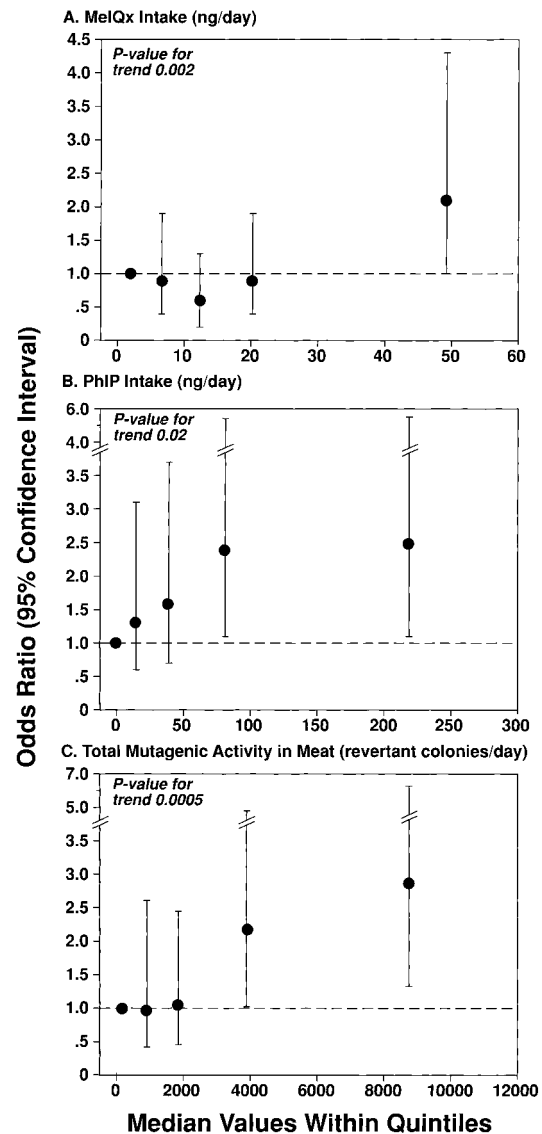 A. MeIQx Intake (ng/day)
P-value for
trend 0.002
4.5
4.0
3.5
3.0
2.5
2.0
1.5
1.0
.5
0
0 10 20 30 40 50 60
B. PhIP Intake (ng/day)
P-value for
trend 0.02
6.0
4.0
3.5
3.0
2.5
2.0
1.5
1.0
.5
0
0 50 100 150 200 250 300
C. Total Mutagenic Activity in Meat (revertant colonies/day)
P-value for
trend 0.0005
7.0
5.0
3.5
3.0
2.5
2.0
1.5
1.0
.5
0
0 2000 4000 6000 8000 10000 12000
Odds Ratio (95% Confidence Interval)
Median Values Within Quintiles